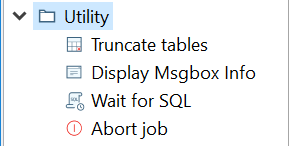 Utility
Truncate tables
Display Msgbox Info
Wait for SQL
Abort job